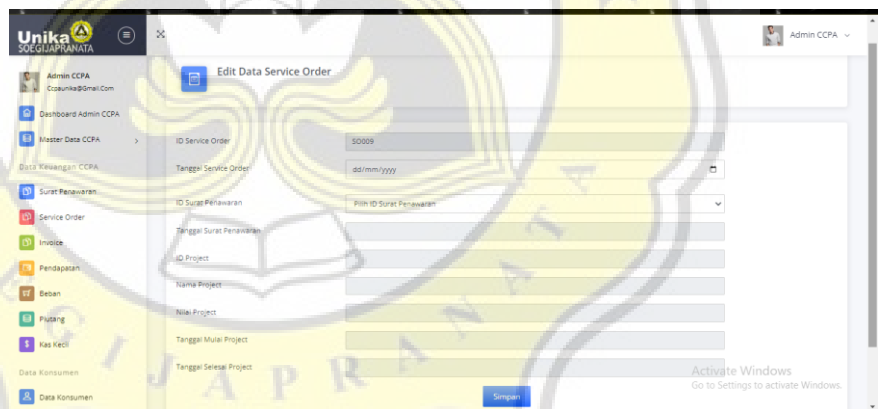 Unika
SOEGIJAPRANATA
Admin CCPA
Admin CCPA
Ccpaunika@Gmail.Com
Dashboard Admin CCPA
Master Data CCPA
Data Keuangan CCPA
Surat Penawaran
Service Order
Invoice
Pendapatan
Beban
Piutang
Kas Kecil
Data Konsumen
Data Konsumen
Edit Data Service Order
ID Service Order SO009
Tanggal Service Order dd/mm/yyyy
ID Surat Penawaran Pilih ID Surat Penawaran
Tanggal Surat Penawaran
ID Project
Nama Project
Nilai Project
Tanggal Mulai Project
Tanggal Selesai Project
Simpan
Activate Windows
Go to Settings to activate Windows.
GIJAPRANATA